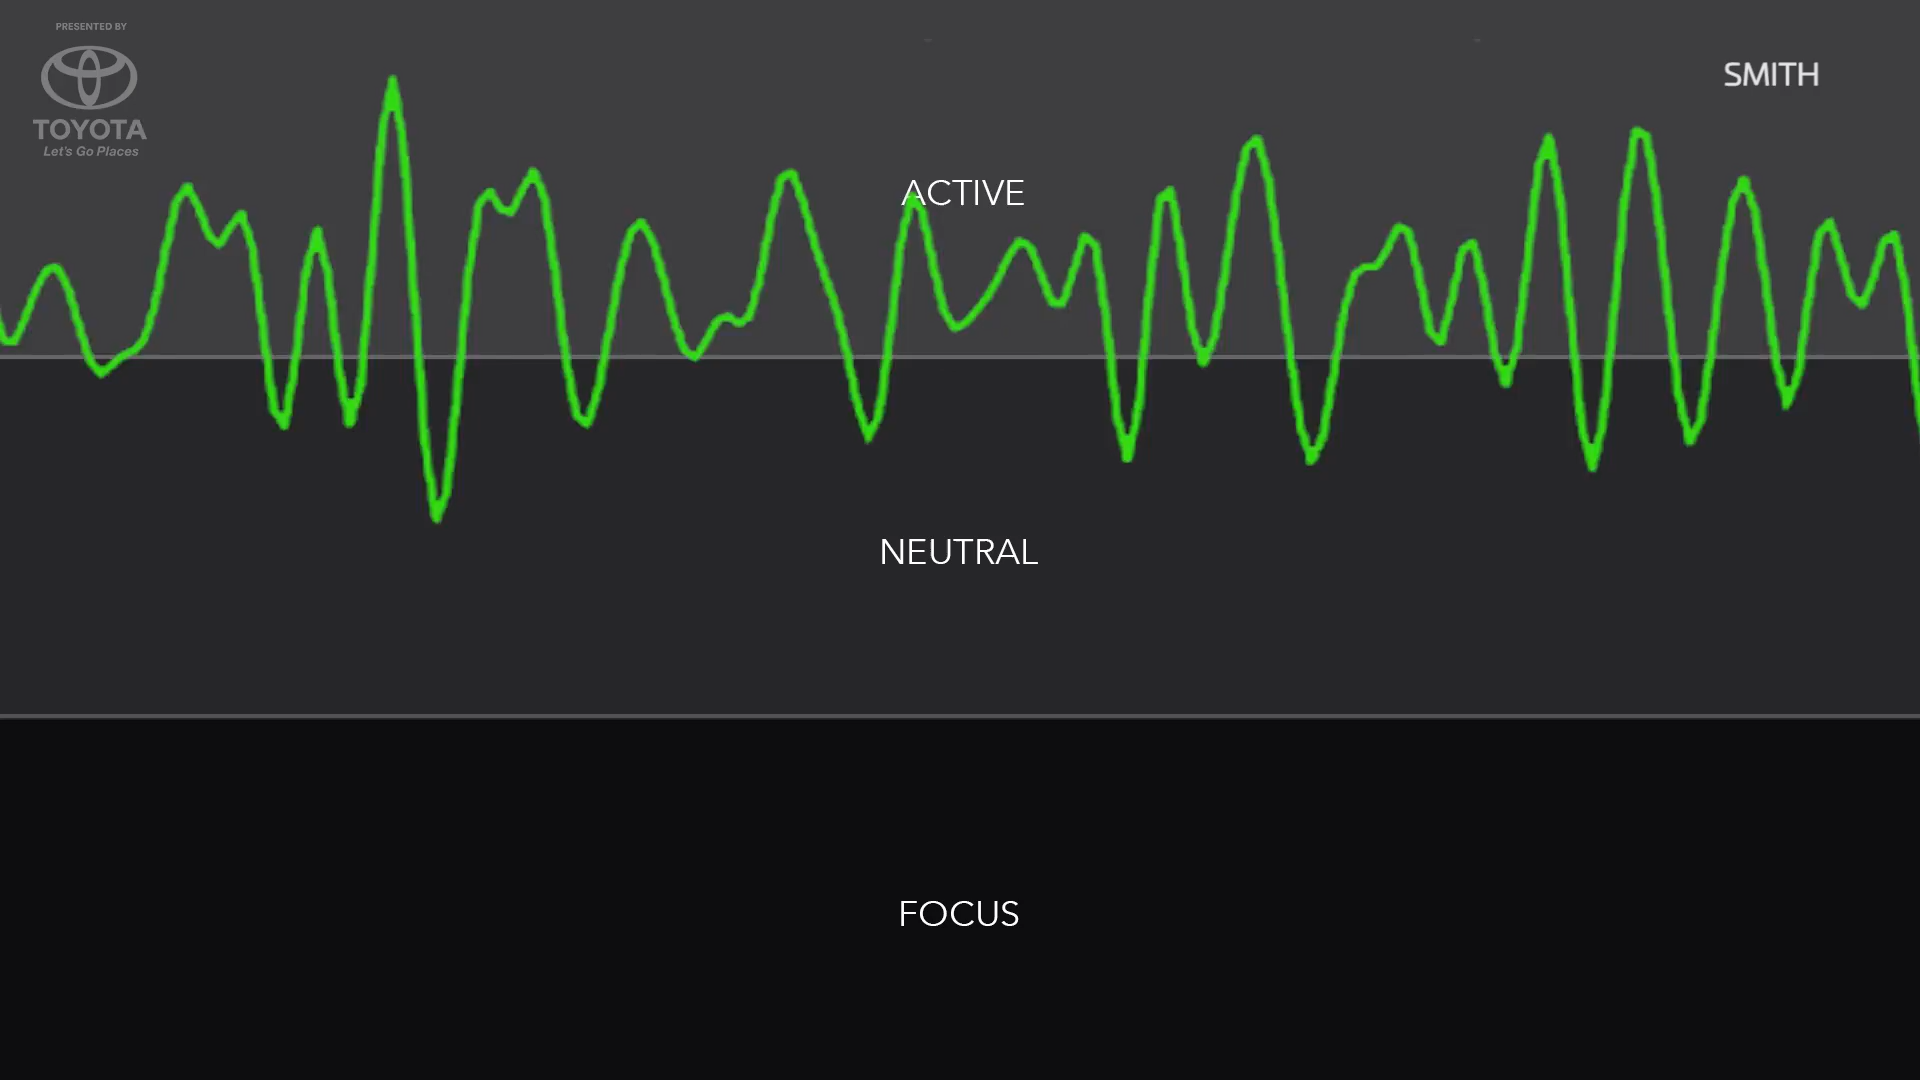 PRESENTED BY
TOYOTA
Let's Go Places
SMITH
ACTIVE
NEUTRAL
FOCUS